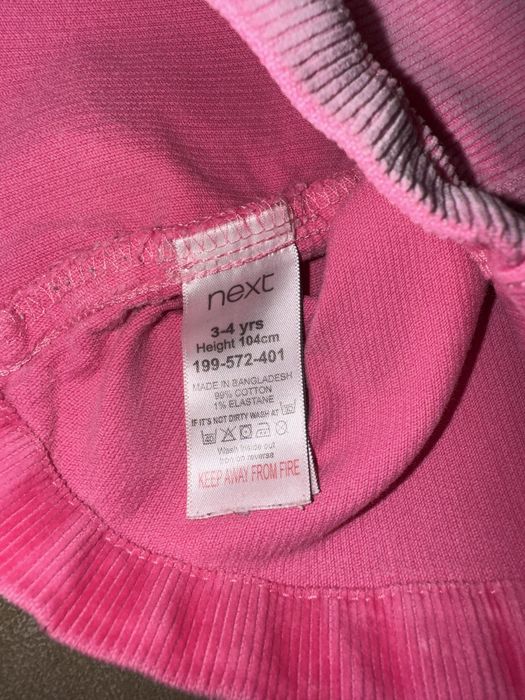 next
3-4 yrs
Height 104cm
199-572-401
MADE IN BANGLADESH
99% COTTON
1% ELASTANE
IF IT'S NOT DIRTY WASH AT
Wash inside out
Iron on reverse
KEEP AWAY FROM FIRE